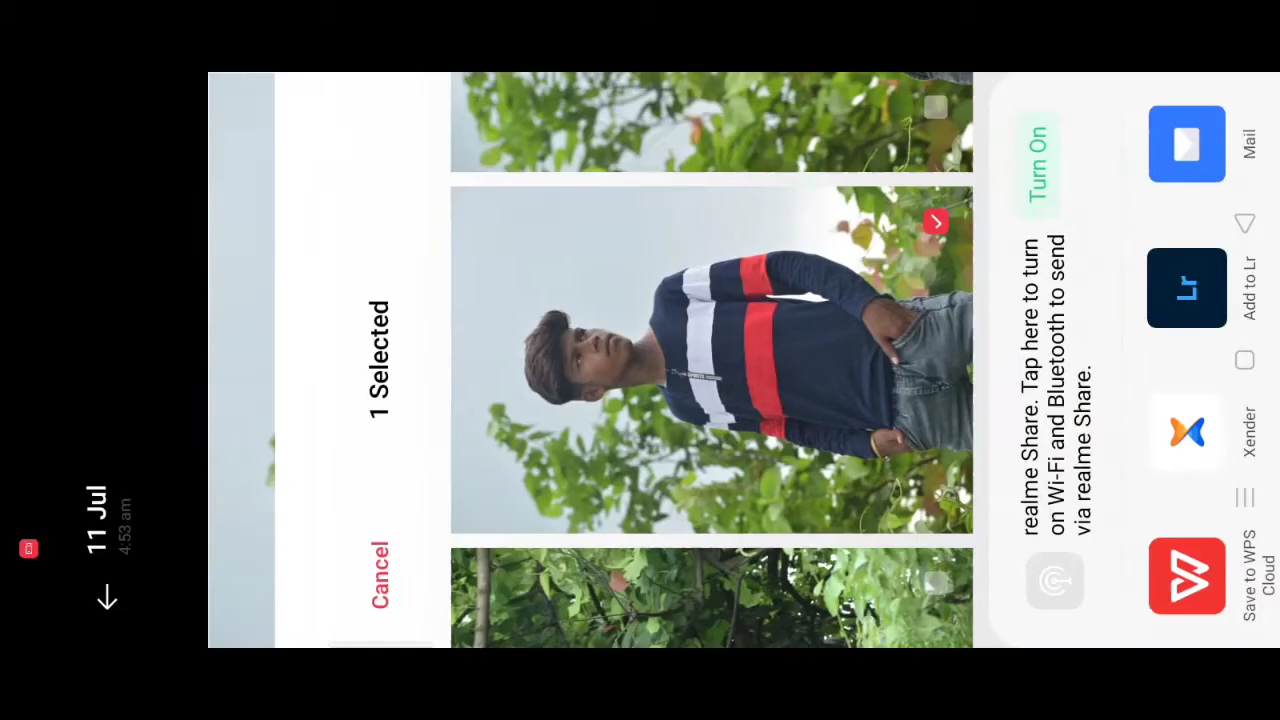 11 Jul
4:53 am
Cancel
1 Selected
realme Share. Tap here to turn
on Wi-Fi and Bluetooth to send
via realme Share.
Turn On
Lr
Save to WPS
Cloud
Xender
Add to Lr
Mail